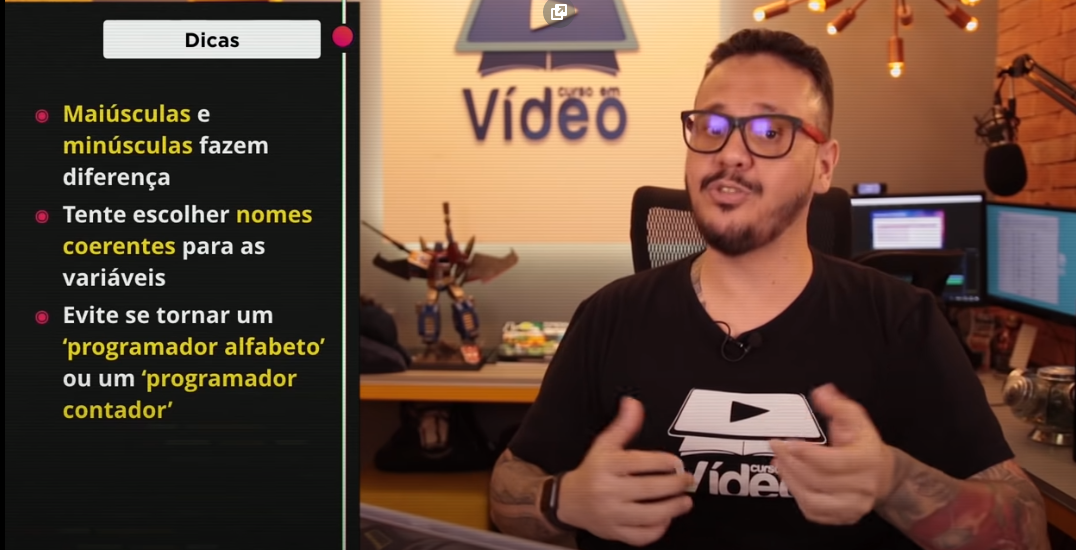 Dicas
Maiúsculas e
minúsculas fazem
diferença
Tente escolher nomes
coerentes para as
variáveis
Evite se tornar um
‘programador alfabeto’
ou um ‘programador
contador’
curso em
Vídeo
curso
Vídeo